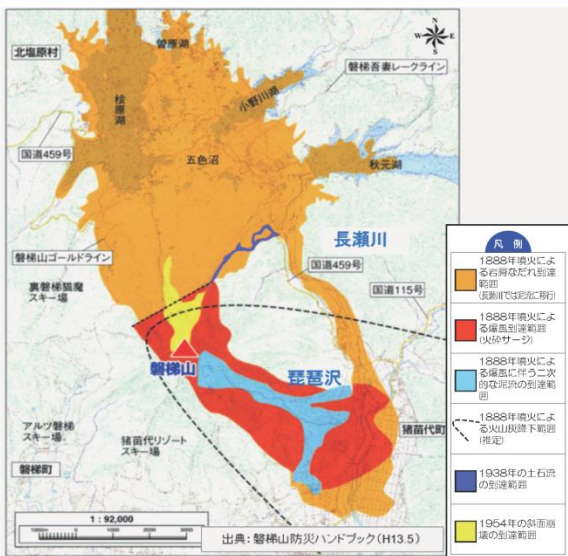 北塩原村
曽原湖
磐梯吾妻レークライン
桧原湖
小野川湖
国道459号
五色沼
秋元湖
長瀬川
磐梯山ゴールドライン
国道459号
裏磐梯猫魔
スキー場
国道115号
磐梯山
琵琶沢
アルツ磐梯
スキー場
猪苗代リゾート
スキー場
猪苗代町
磐梯町
1 : 92,000
出典：磐梯山防災ハンドブック(H13.5)
N
W
E
S
凡 例
1888年噴火によ
る岩屑なだれ到達
範囲
(長瀬川では泥流に移行)
1888年噴火に
よる爆風到達範囲
(火砕サージ)
1888年噴火に
よる爆風に伴う二次
的な泥流の到達範
囲
1888年噴火によ
る火山灰降下範囲
(推定)
1938年の土石流
の到達範囲
1954年の斜面崩
壊の到達範囲